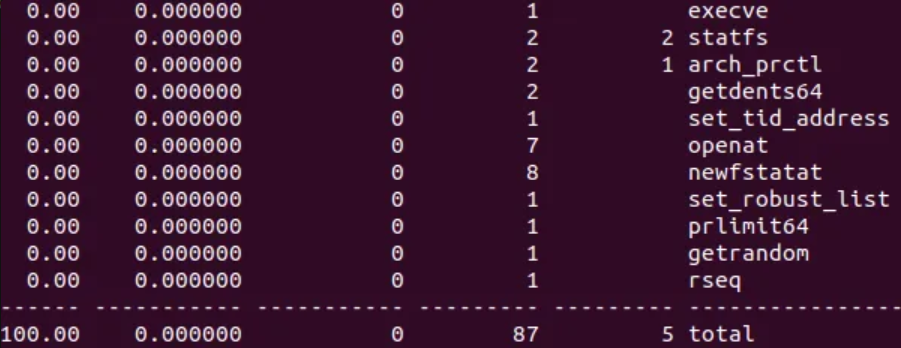 0.00 0.000000 0 1 execve
0.00 0.000000 0 2 2 statfs
0.00 0.000000 0 2 1 arch_prctl
0.00 0.000000 0 2 getdents64
0.00 0.000000 0 1 set_tid_address
0.00 0.000000 0 7 openat
0.00 0.000000 0 8 newfstatat
0.00 0.000000 0 1 set_robust_list
0.00 0.000000 0 1 prlimit64
0.00 0.000000 0 1 getrandom
0.00 0.000000 0 1 rseq
------ ----------- ----------- --------- --------- ----------------
100.00 0.000000 0 87 5 total